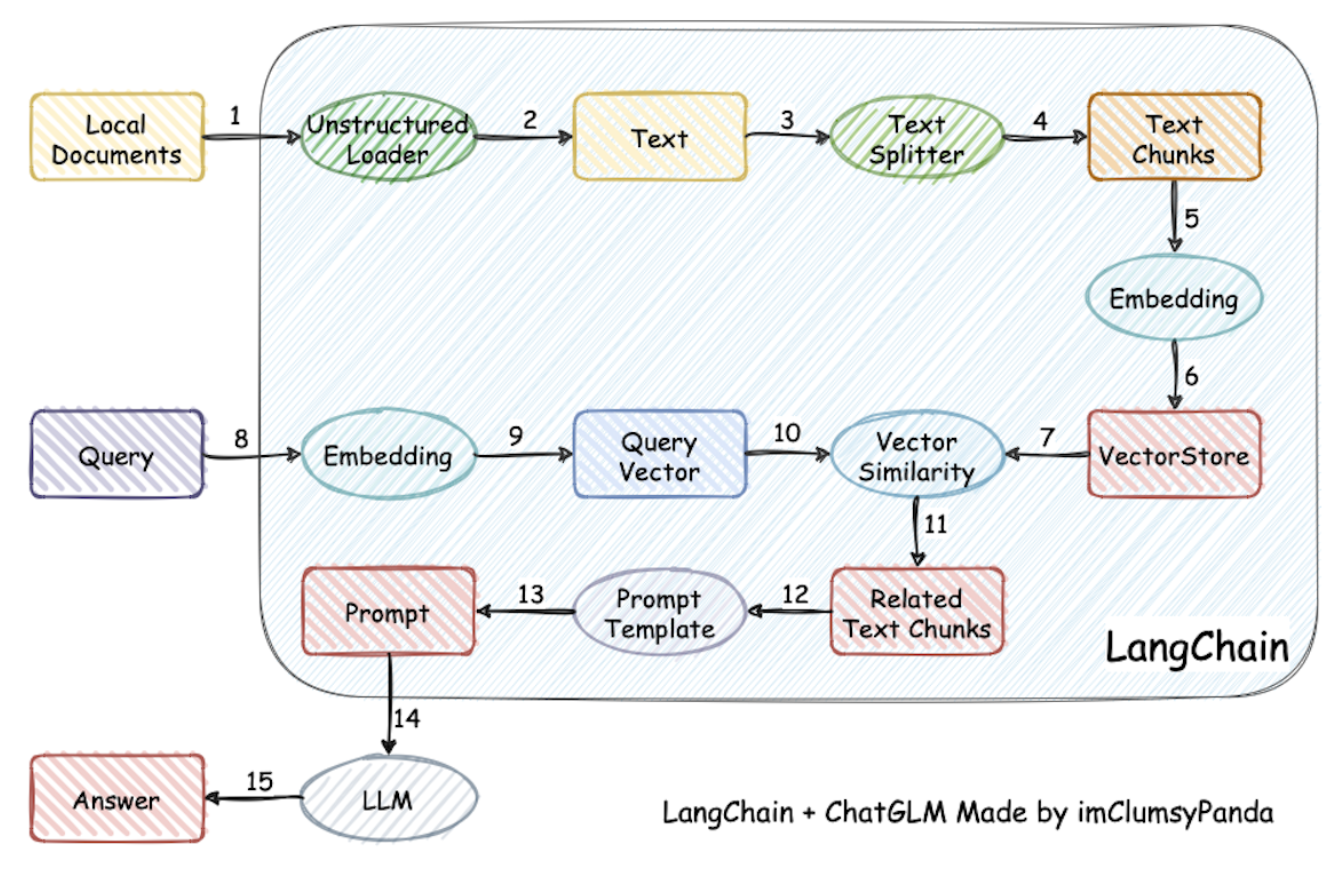 1
2
3
4
Local
Documents
Unstructured
Loader
Text
Text
Splitter
Text
Chunks
5
Embedding
6
8
9
10
7
Query
Embedding
Query
Vector
Vector
Similarity
VectorStore
11
13
12
Prompt
Prompt
Template
Related
Text Chunks
LangChain
14
15
Answer
LLM
LangChain + ChatGLM Made by imClumsyPanda